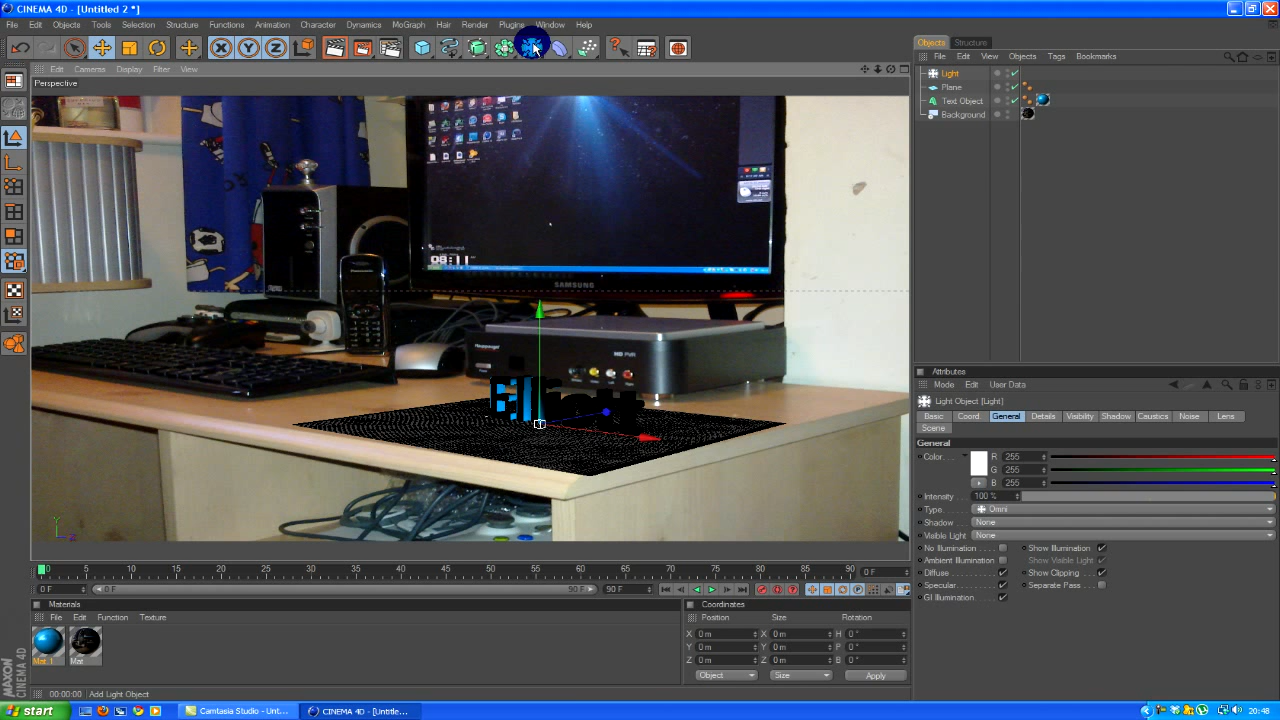 CINEMA 4D - [Untitled 2 *]
File Edit Objects Tools Selection Structure Functions Animation Character Dynamics MoGraph Hair Render Plugins Window Help
X Y Z
Edit Cameras Display Filter View
Perspective
08:11
SAMSUNG
HD PVR
Y
0 5 10 15 20 25 30 35 40 45 50 55 60 65 70 75 80 85 90 0 F
0 F 0 F 90 F 90 F
Materials
File Edit Function Texture
Mat.1 Mat
Coordinates
Position Size Rotation
X 0 m X 0 m H 0 °
Y 0 m Y 0 m P 0 °
Z 0 m Z 0 m B 0 °
Object Size Apply
MAXON
CINEMA 4D
00:00:00 Add Light Object
Objects Structure
File Edit View Objects Tags Bookmarks
Light
Plane
Text Object
Background
Attributes
Mode Edit User Data
Light Object [Light]
Basic Coord. General Details Visibility Shadow Caustics Noise Lens
Scene
General
Color R 255
G 255
B 255
Intensity 100 %
Type Omni
Shadow None
Visible Light None
No Illumination Show Illumination
Ambient Illumination Show Visible Light
Diffuse Show Clipping
Specular Separate Pass
GI Illumination
start Camtasia Studio - Unt... CINEMA 4D - [Untitle... 20:48